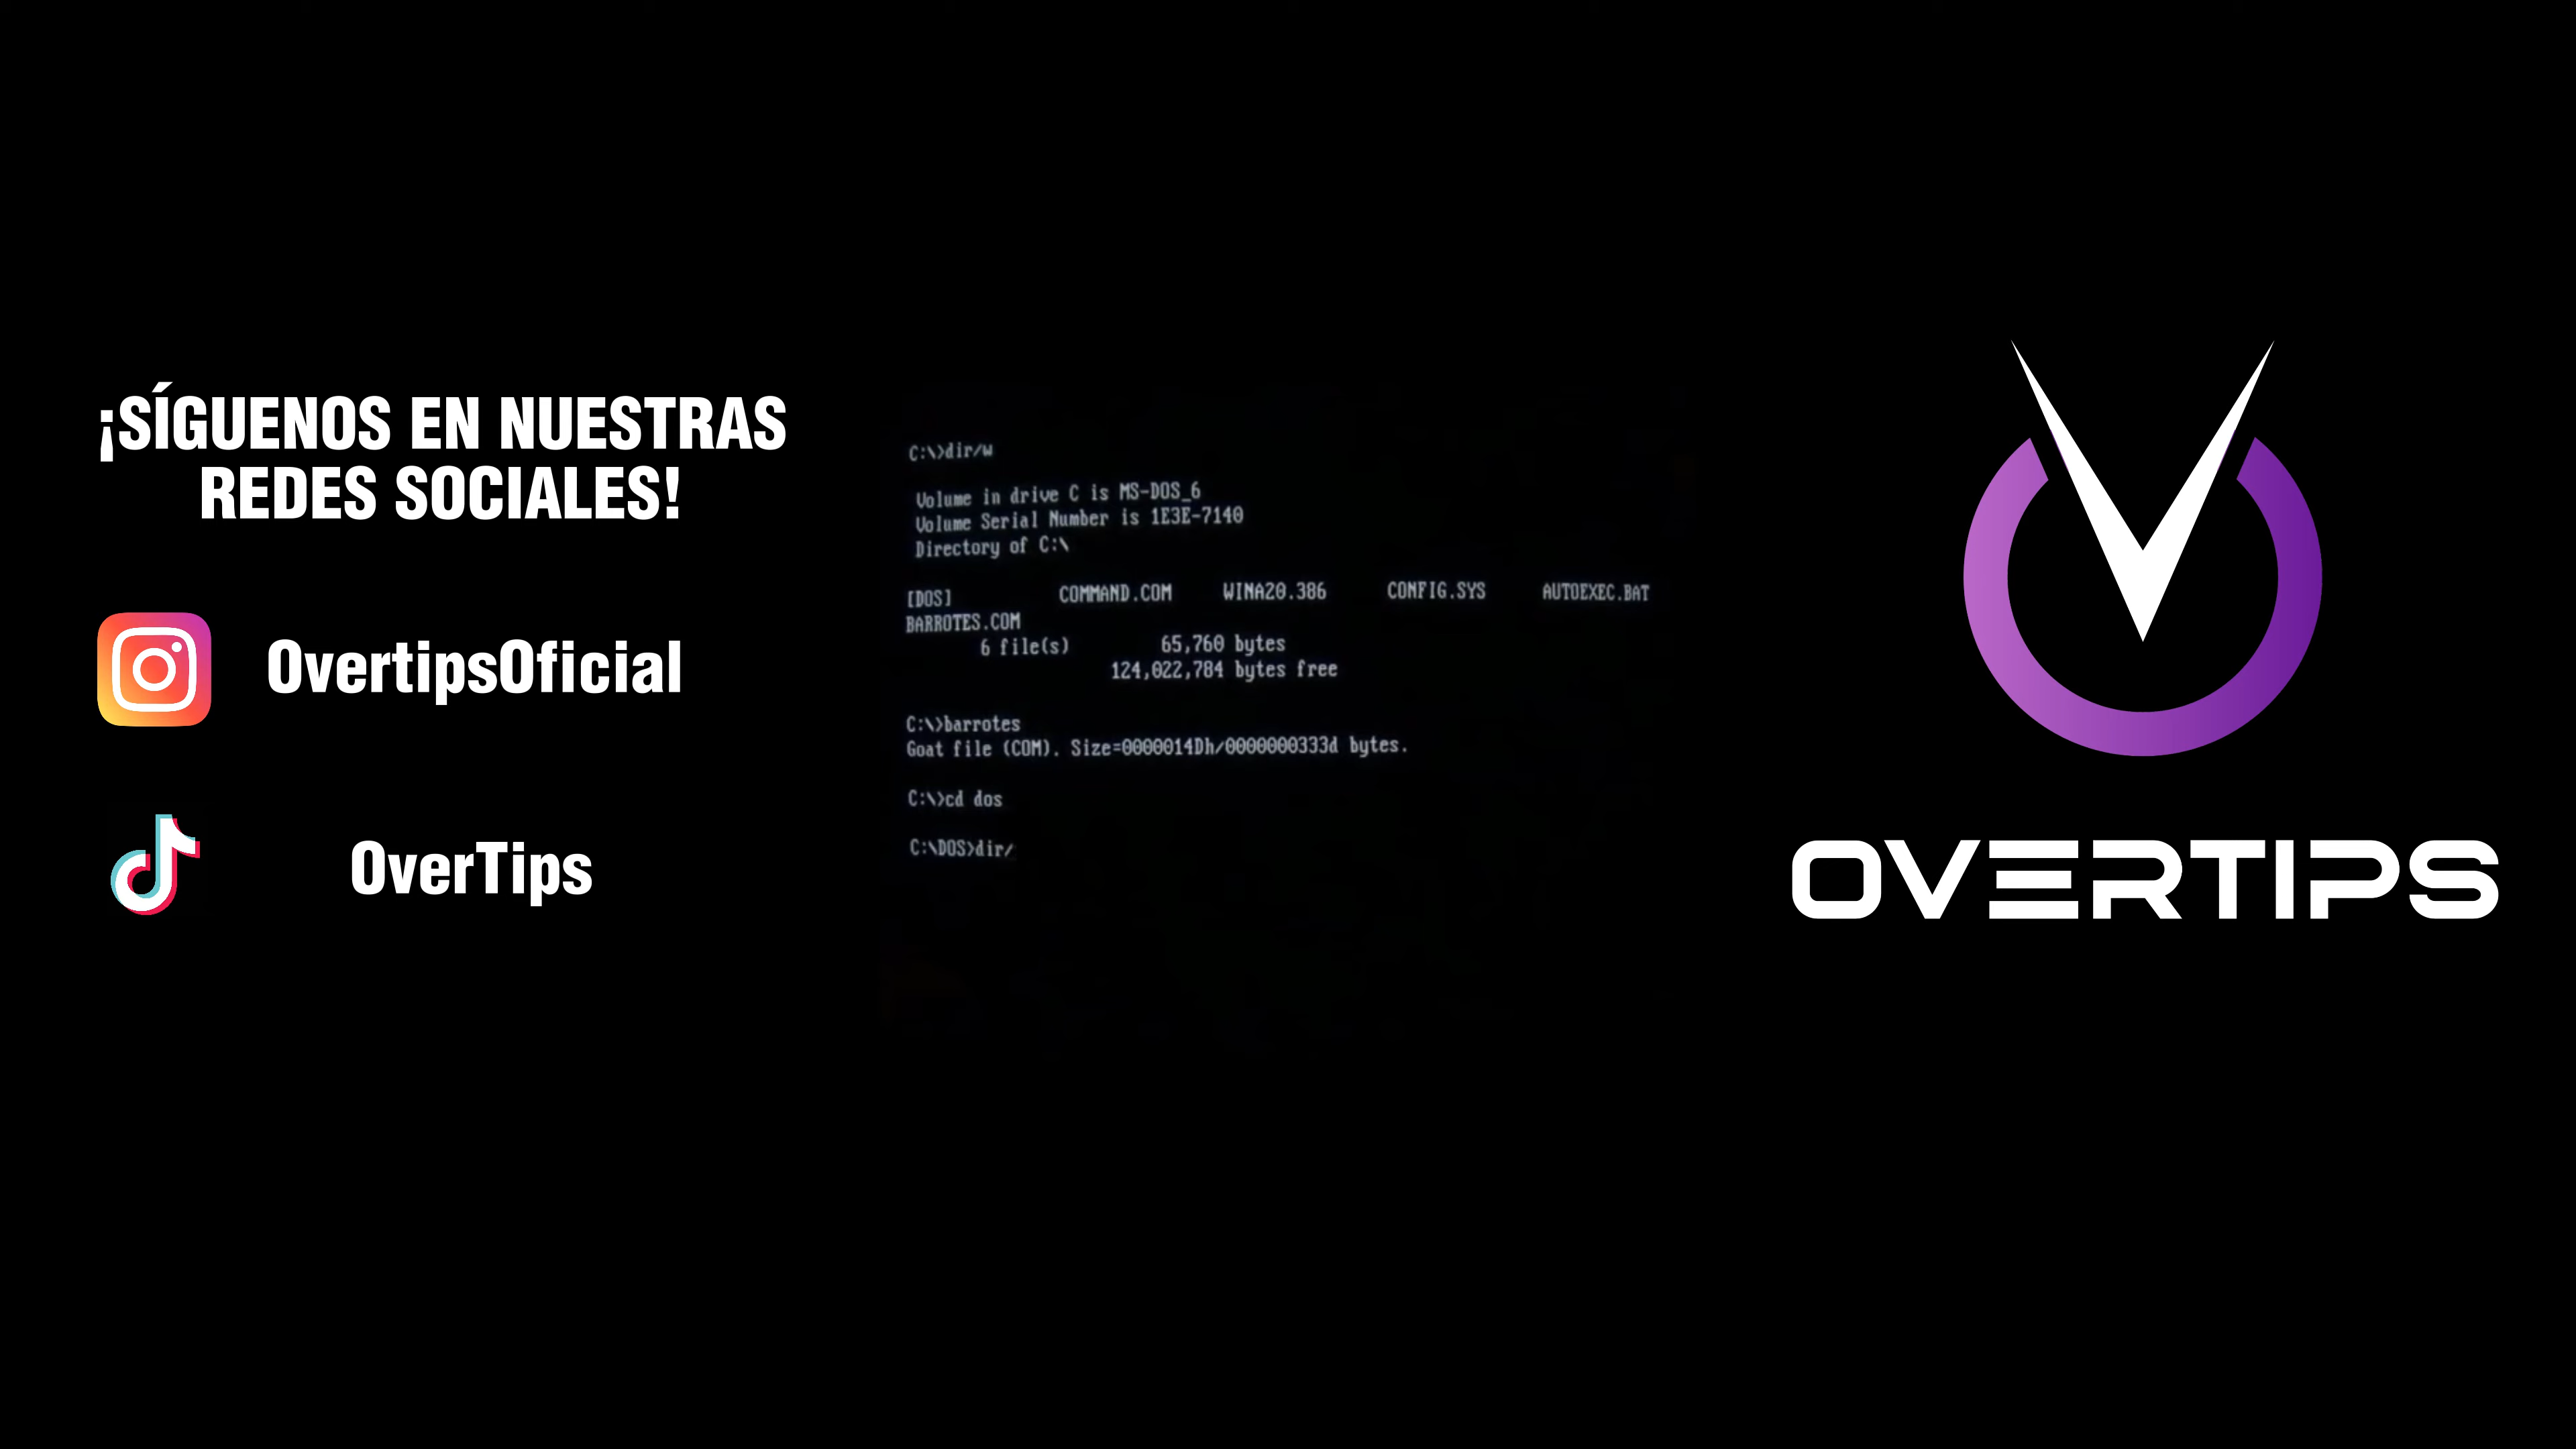 ¡SÍGUENOS EN NUESTRAS
REDES SOCIALES!
OvertipsOficial
OverTips
C:\>dir/w
Volume in drive C is MS-DOS_6
Volume Serial Number is 1E3E-7140
Directory of C:\
[DOS] COMMAND.COM WINA20.386 CONFIG.SYS AUTOEXEC.BAT
BARROTES.COM
6 file(s) 65,760 bytes
124,022,784 bytes free
C:\>barrotes
Goat file (COM). Size=0000014Dh/0000000333d bytes.
C:\>cd dos
C:\DOS>dir/
OVERTIPS